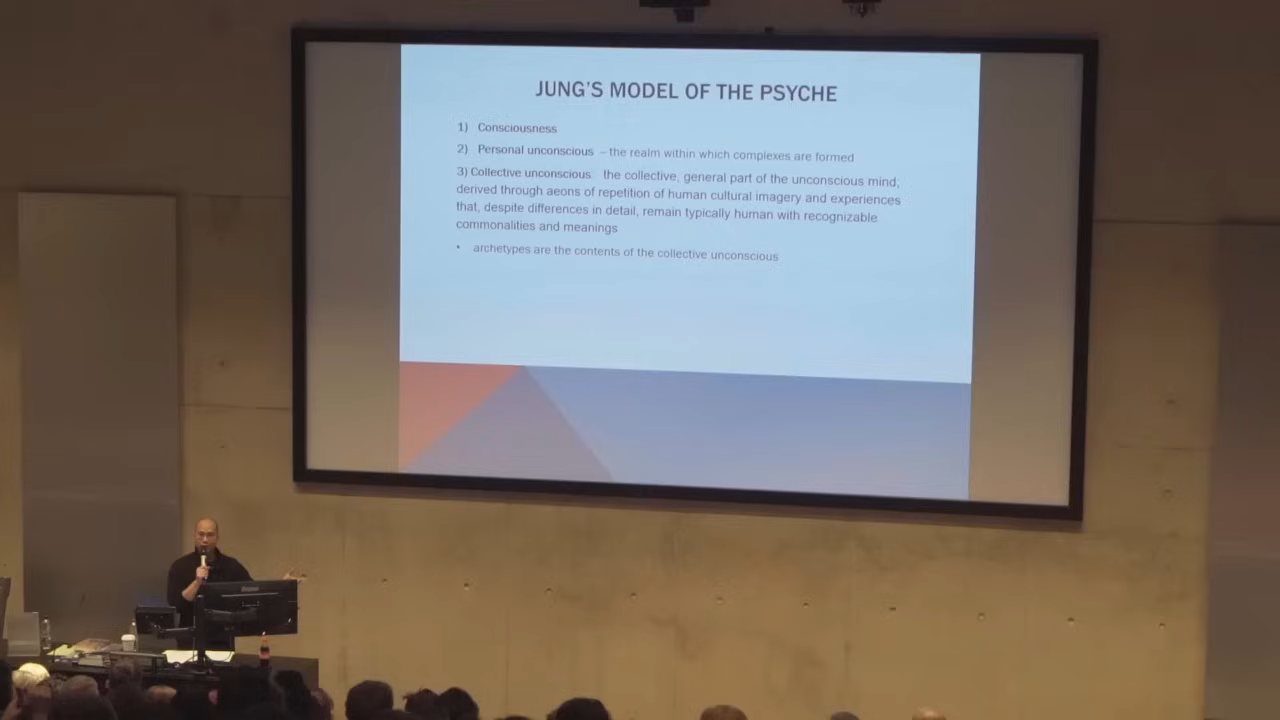 JUNG'S MODEL OF THE PSYCHE
1) Consciousness
2) Personal unconscious – the realm within which complexes are formed
3) Collective unconscious the collective, general part of the unconscious mind,
derived through aeons of repetition of human cultural imagery and experiences
that, despite differences in detail, remain typically human with recognizable
commonalities and meanings
• archetypes are the contents of the collective unconscious